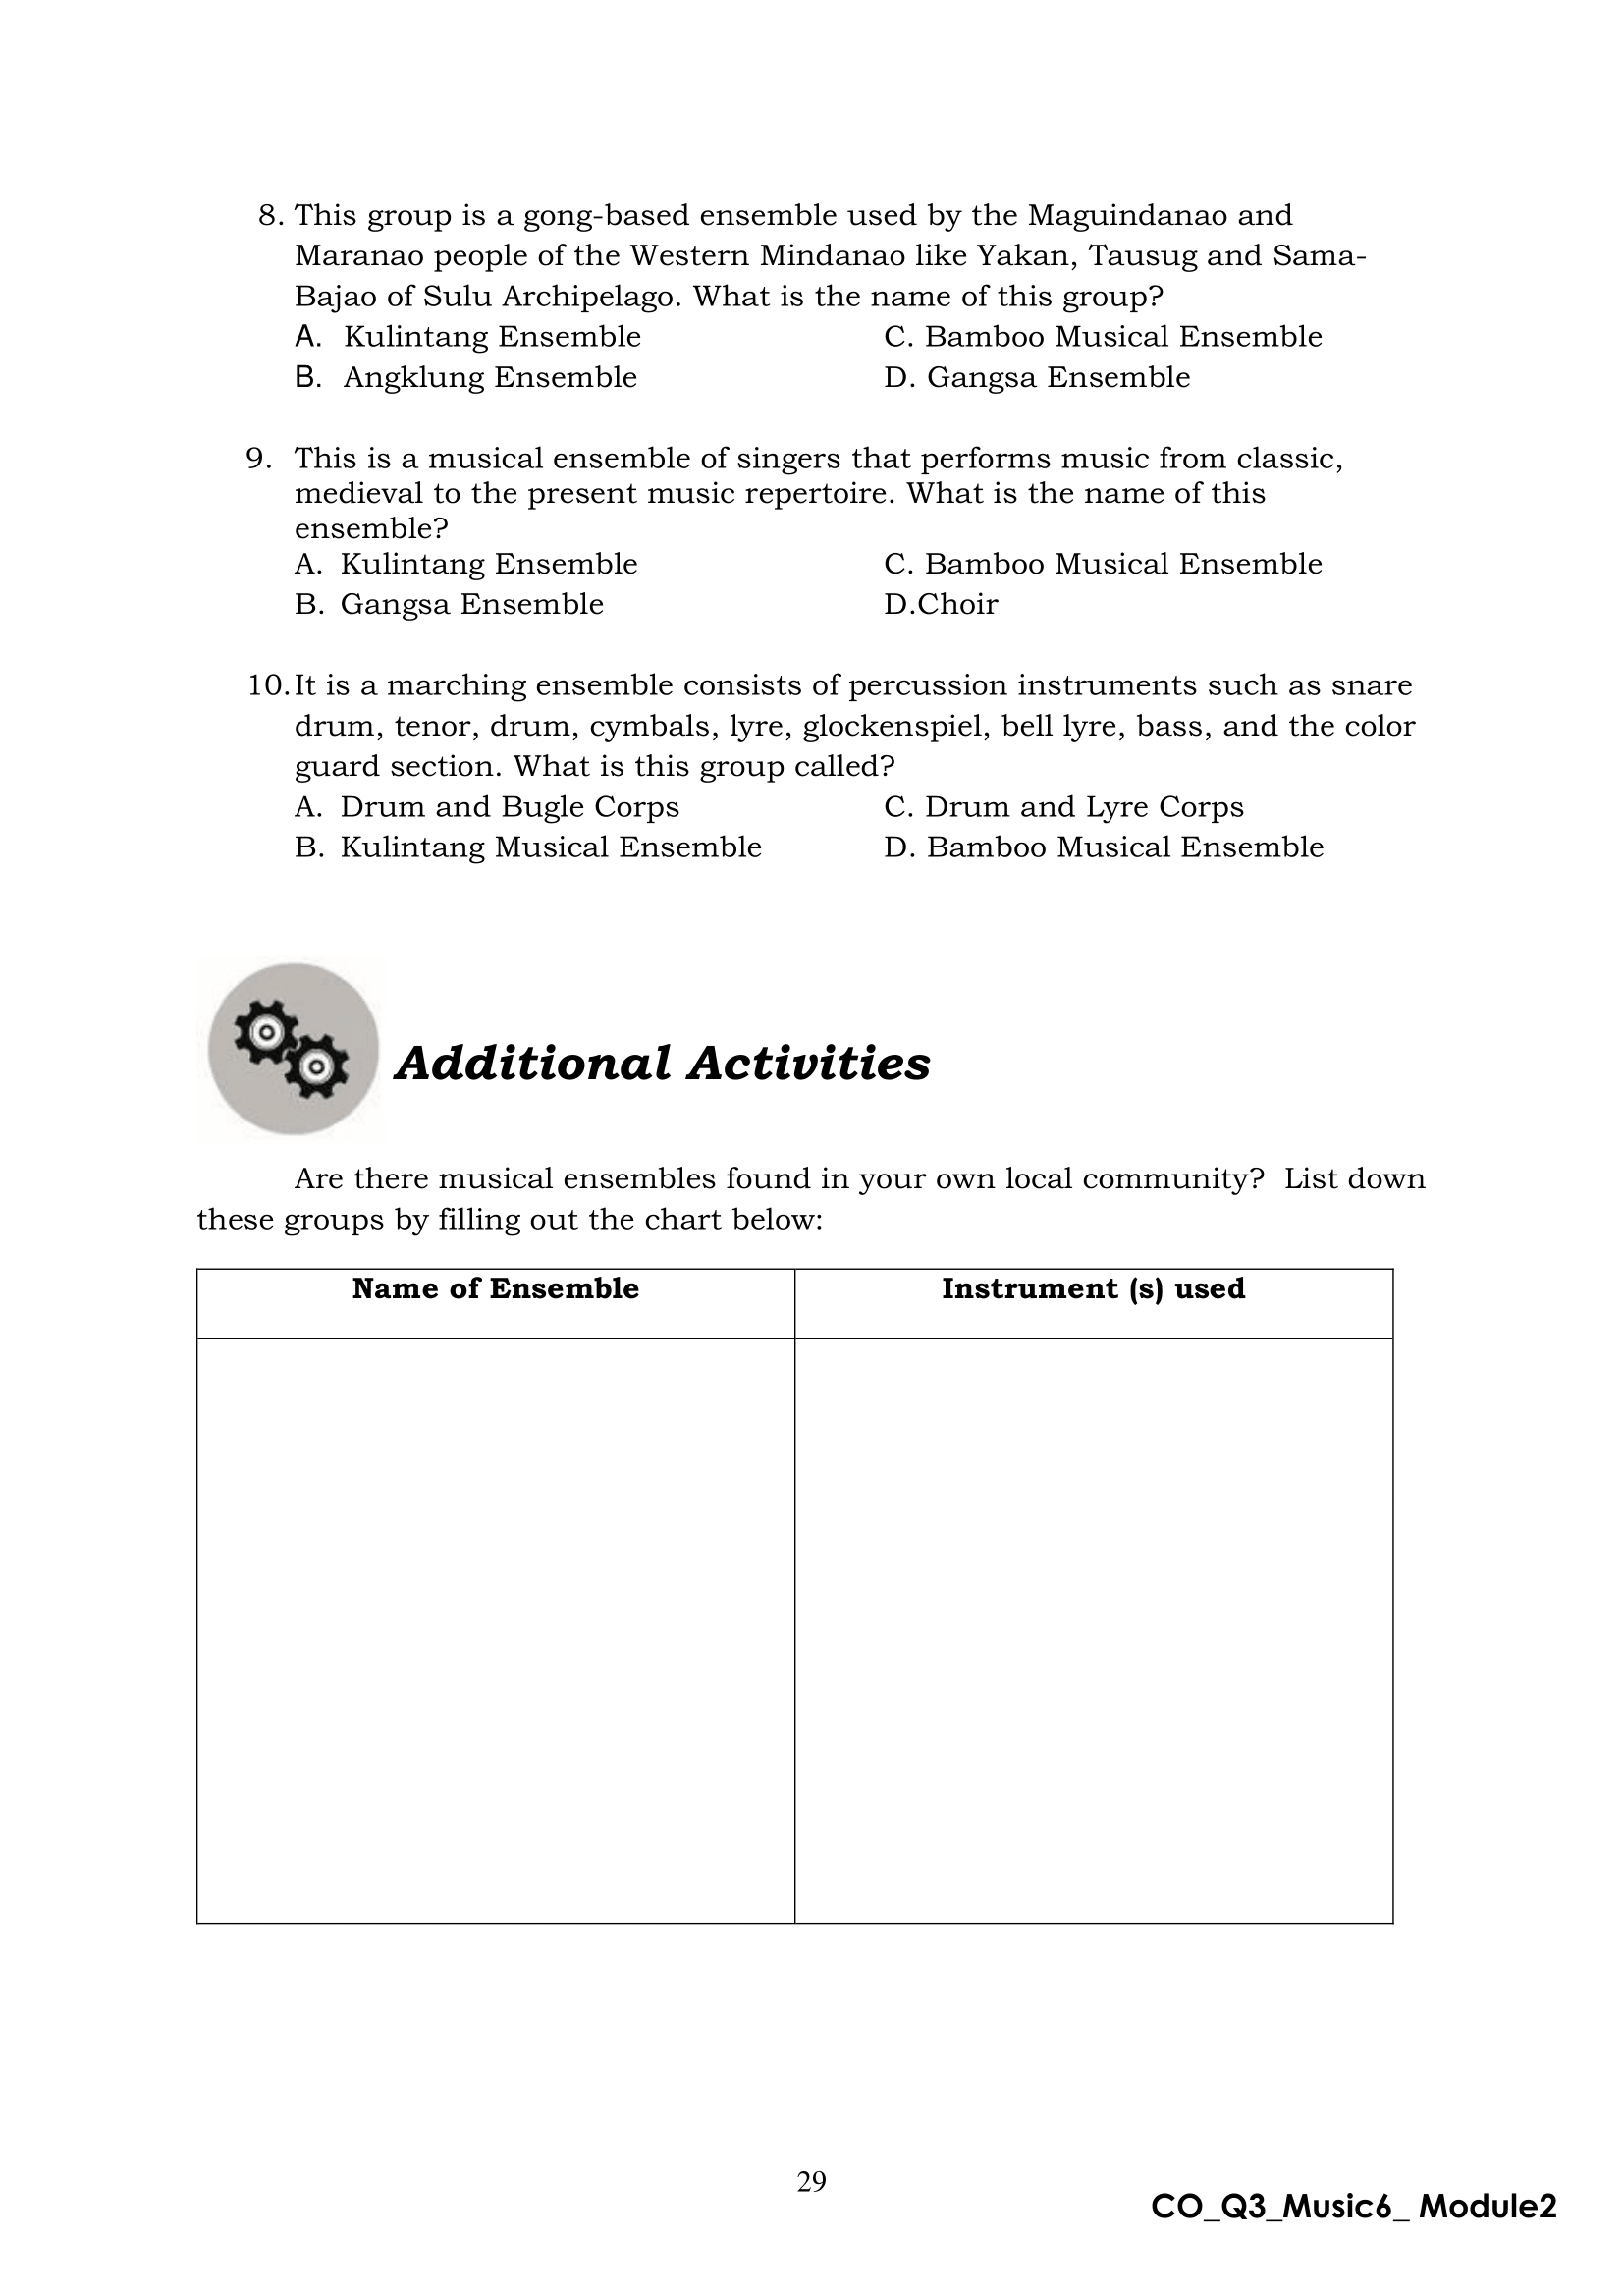 8. This group is a gong-based ensemble used by the Maguindanao and
Maranao people of the Western Mindanao like Yakan, Tausug and Sama-
Bajao of Sulu Archipelago. What is the name of this group?
A. Kulintang Ensemble C. Bamboo Musical Ensemble
B. Angklung Ensemble D. Gangsa Ensemble
9. This is a musical ensemble of singers that performs music from classic,
medieval to the present music repertoire. What is the name of this
ensemble?
A. Kulintang Ensemble C. Bamboo Musical Ensemble
B. Gangsa Ensemble D.Choir
10. It is a marching ensemble consists of percussion instruments such as snare
drum, tenor, drum, cymbals, lyre, glockenspiel, bell lyre, bass, and the color
guard section. What is this group called?
A. Drum and Bugle Corps C. Drum and Lyre Corps
B. Kulintang Musical Ensemble D. Bamboo Musical Ensemble
Additional Activities
Are there musical ensembles found in your own local community? List down
these groups by filling out the chart below:
Name of Ensemble Instrument (s) used
29
CO_Q3_Music6_ Module2